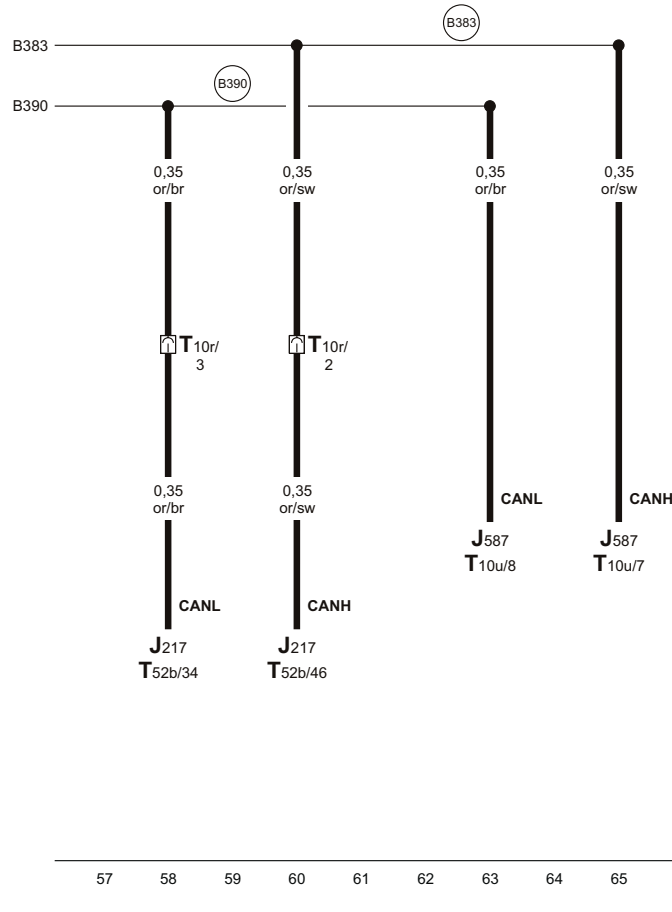 B383
B383
B390
B390
0,35 0,35 0,35 0,35
or/br or/sw or/br or/sw
T10r/ T10r/
3 2
0,35 0,35
or/br or/sw
CANL CANH
J587 J587
T10u/8 T10u/7
CANL CANH
J217 J217
T52b/34 T52b/46
57 58 59 60 61 62 63 64 65